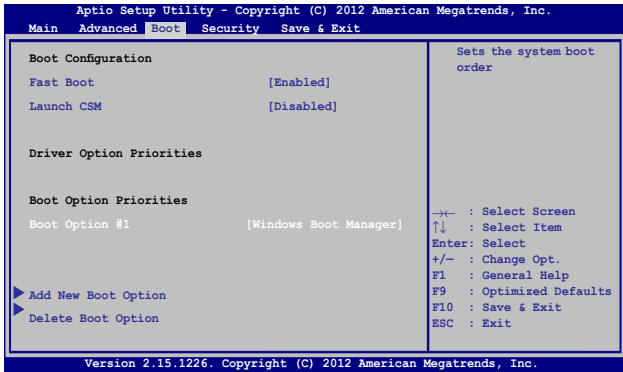 Aptio Setup Utility - Copyright (C) 2012 American Megatrends, Inc.
Main Advanced Boot Security Save & Exit
Boot Configuration
Fast Boot [Enabled]
Launch CSM [Disabled]
Driver Option Priorities
Boot Option Priorities
Boot Option #1 [Windows Boot Manager]
Add New Boot Option
Delete Boot Option
Sets the system boot
order
→← : Select Screen
↑↓ : Select Item
Enter: Select
+/— : Change Opt.
F1 : General Help
F9 : Optimized Defaults
F10 : Save & Exit
ESC : Exit
Version 2.15.1226. Copyright (C) 2012 American Megatrends, Inc.